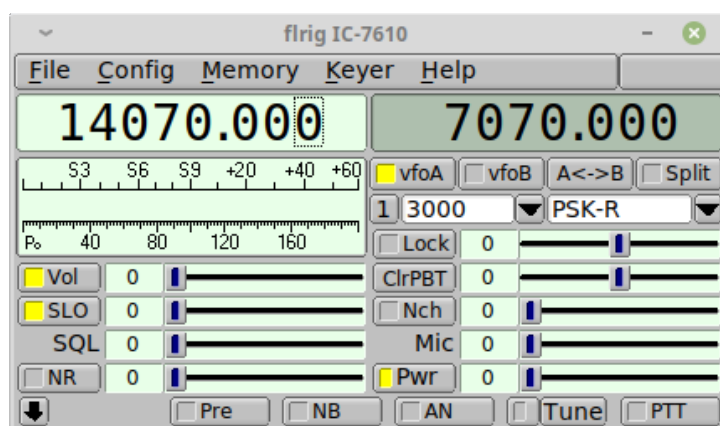 flrig IC-7610
File Config Memory Keyer Help
14070.000 7070.000
S3 S6 S9 +20 +40 +60
vfoA vfoB A<->B Split
1 3000 PSK-R
Po 40 80 120 160
Lock 0
Vol 0 ClrPBT 0
SLO 0 Nch 0
SQL 0 Mic 0
NR 0 Pwr 0
Pre NB AN Tune PTT